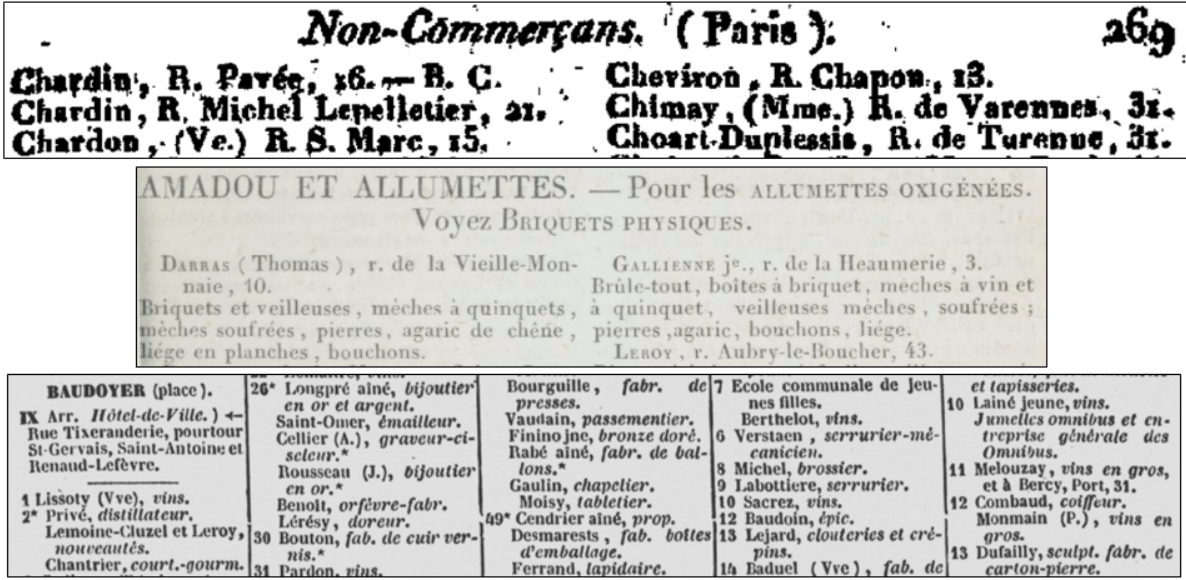 Non-Commerçans. (Paris). 269
Chardin, R. Pavée, 16. — B. C.
Chardin, R. Michel Lepelletier, 21.
Chardon, (Ve.) R. S. Marc, 15.
Cheviron, R. Chapon, 13.
Chimay, (Mme.) R. de Varennes, 31.
Choart-Duplessis, R. de Turenne, 31.
AMADOU ET ALLUMETTES. — Pour les ALLUMETTES OXIGÉNÉES.
Voyez BRIQUETS PHYSIQUES.
DARRAS (Thomas), r. de la Vieille-Mon-
naie, 10.
Briquets et veilleuses, mèches à quinquets,
mèches soufrées, pierres, agaric de chêne,
liége en planches, bouchons.
GALLIENNE je., r. de la Heaumerie, 3.
Brûle-tout, boîtes à briquet, mèches à vin et
à quinquet, veilleuses mèches, soufrées;
pierres, agaric, bouchons, liége.
LEROY, r. Aubry-le-Boucher, 43.
BAUDOYER (place).
IX Arr. Hôtel-de-Ville.) ←
Rue Tixeranderie, pourtour
St-Gervais, Saint-Antoine et
Renaud-Lefèvre.
1 Lissoty (Vve), vins.
2* Privé, distillateur.
Lemoine-Cluzel et Leroy,
nouveautés.
Chantrier, court.-gourm.
26* Longpré aîné, bijoutier
en or et argent.
Saint-Omer, émailleur.
Cellier (A.), graveur-ci-
seleur.*
Rousseau (J.), bijoutier
en or.*
Benoît, orfèvre-fabr.
Lérésy, doreur.
30 Bouton, fab. de cuir ver-
nis.*
31 Pardon, vins.
Bourguille, fabr. de
presses.
Vaudain, passementier.
Finino jne, bronze doré.
Rabé aîné, fabr. de bal-
lons.*
Gaulin, chapelier.
Moisy, tabletier.
49* Cendrier aîné, prop.
Desmarests, fab. boîtes
d'emballage.
Ferrand, lapidaire.
7 Ecole communale de jeu-
nes filles.
Berthelot, vins.
6 Verstaen, serrurier-mé-
canicien.
8 Michel, brossier.
9 Labottiere, serrurier.
10 Sacrez, vins.
12 Baudoin, épic.
13 Lejard, clouteries et cré-
pins.
14 Baduel (Vve), fab. de
et tapisseries.
10 Lainé jeune, vins.
Jumelles omnibus et en-
treprise générale des
Omnibus.
11 Melouzay, vins en gros,
et à Bercy, Port, 31.
12 Combaud, coiffeur.
Monmain (P.), vins en
gros.
13 Dufailly, sculpt. fabr. de
carton-pierre.